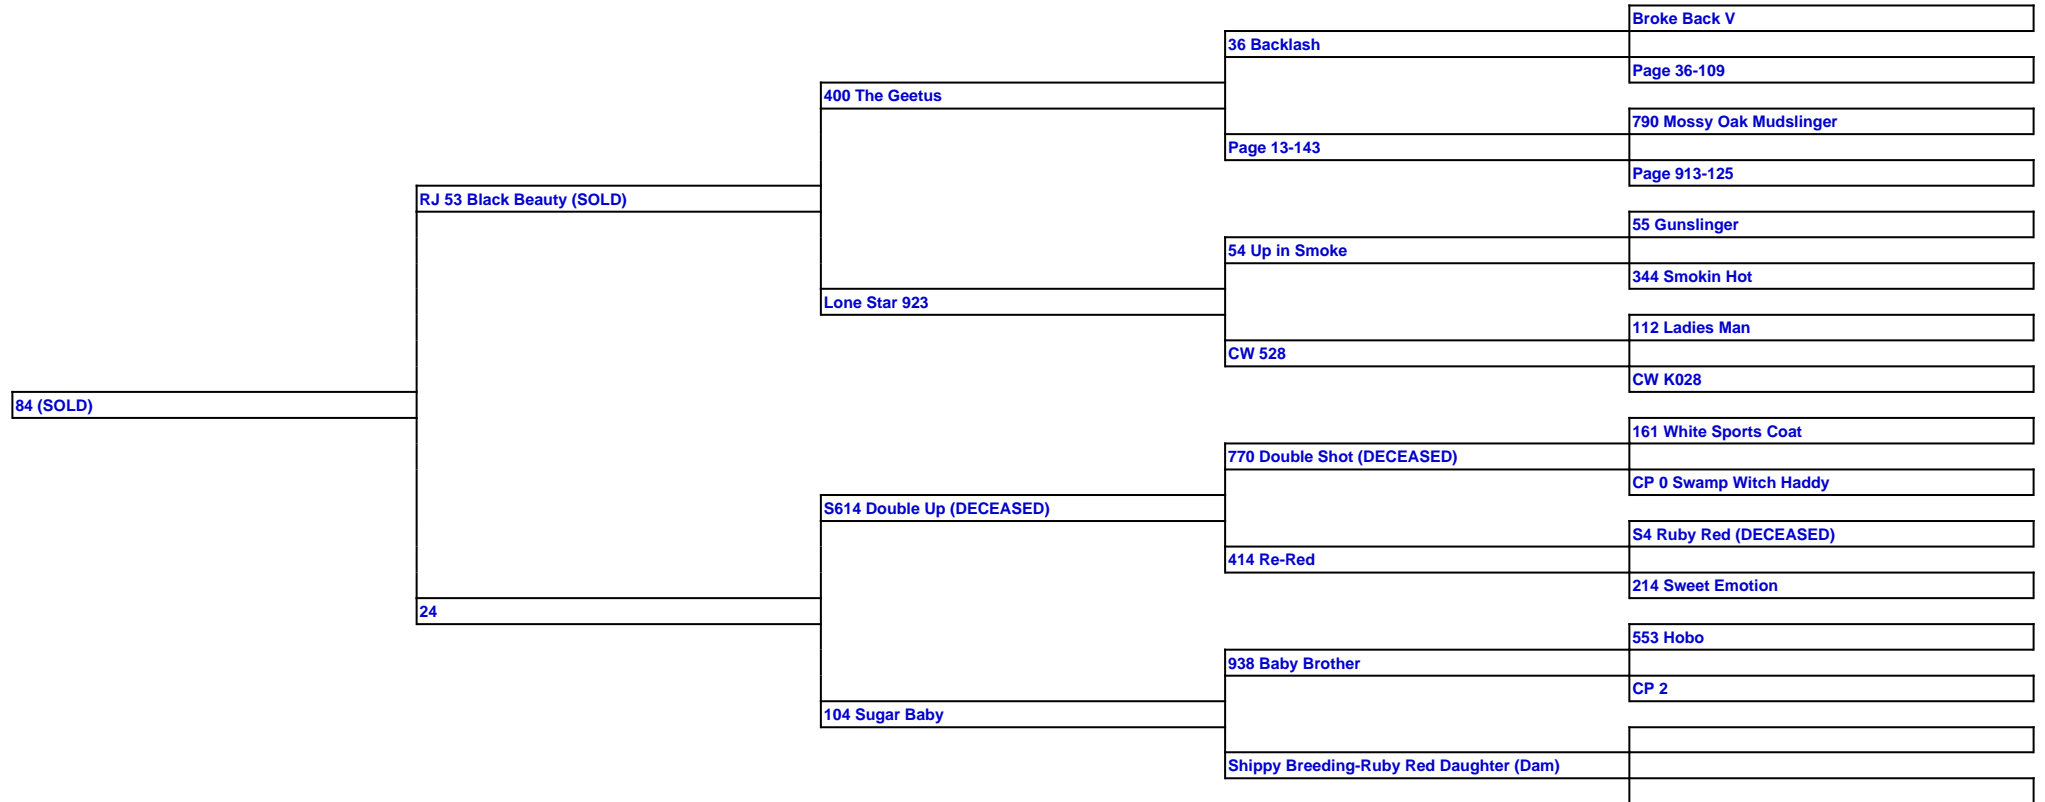 Broke Back V
36 Backlash
Page 36-109
400 The Geetus
790 Mossy Oak Mudslinger
Page 13-143
Page 913-125
RJ 53 Black Beauty (SOLD)
55 Gunslinger
54 Up in Smoke
344 Smokin Hot
Lone Star 923
112 Ladies Man
CW 528
CW K028
84 (SOLD)
161 White Sports Coat
770 Double Shot (DECEASED)
CP 0 Swamp Witch Haddy
S614 Double Up (DECEASED)
S4 Ruby Red (DECEASED)
414 Re-Red
214 Sweet Emotion
24
553 Hobo
938 Baby Brother
CP 2
104 Sugar Baby
Shippy Breeding-Ruby Red Daughter (Dam)